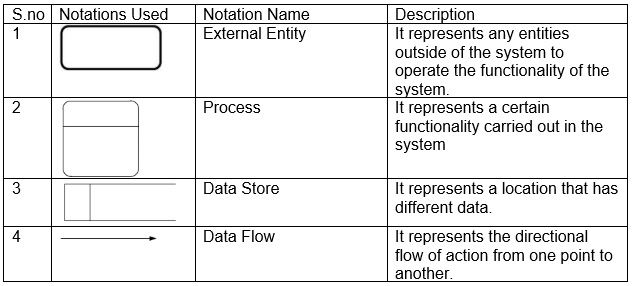 S.no Notations Used Notation Name Description
1 External Entity It represents any entities
outside of the system to
operate the functionality of the
system.
2 Process It represents a certain
functionality carried out in the
system
3 Data Store It represents a location that has
different data.
4 Data Flow It represents the directional
flow of action from one point to
another.